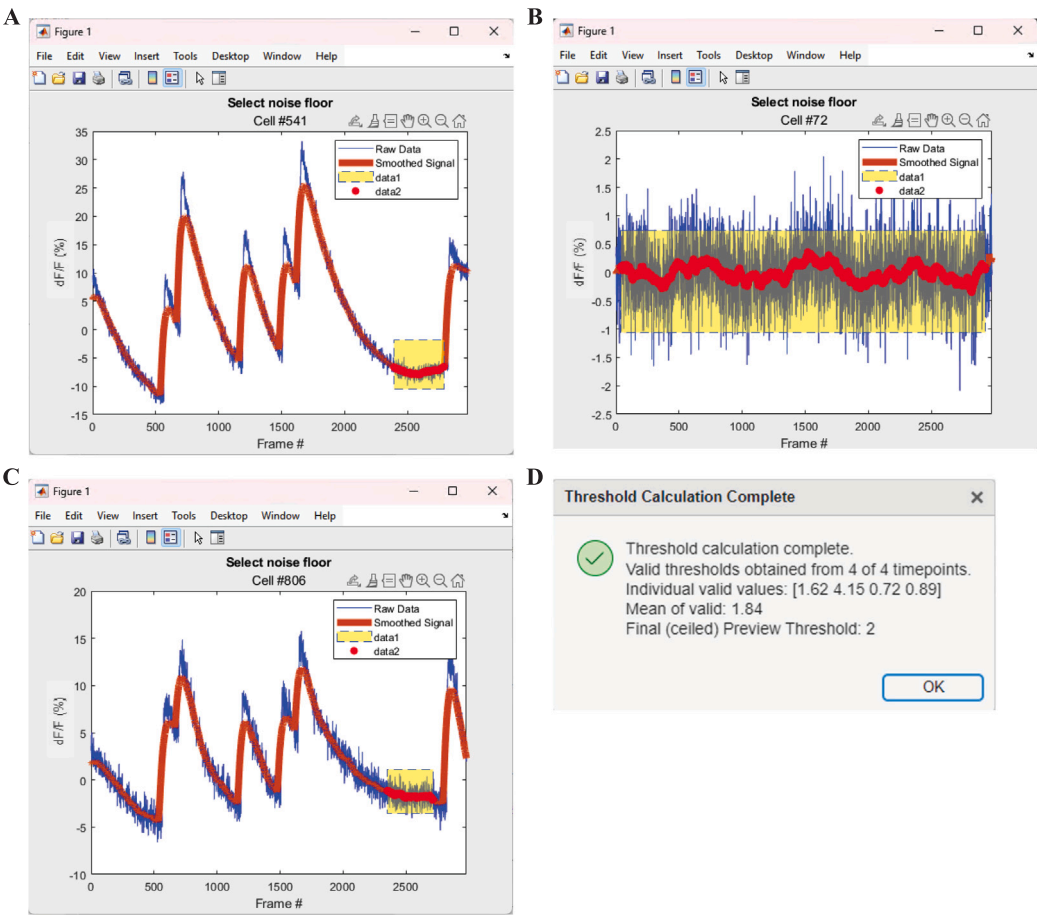 A
Figure 1
File Edit View Insert Tools Desktop Window Help
Select noise floor
Cell #541
Raw Data
Smoothed Signal
data1
data2
35
30
25
20
15
10
5
0
-5
-10
-15
dF/F (%)
0 500 1000 1500 2000 2500
Frame #
B
Figure 1
File Edit View Insert Tools Desktop Window Help
Select noise floor
Cell #72
Raw Data
Smoothed Signal
data1
data2
2.5
2
1.5
1
0.5
0
-0.5
-1
-1.5
-2
-2.5
dF/F (%)
0 500 1000 1500 2000 2500
Frame #
C
Figure 1
File Edit View Insert Tools Desktop Window Help
Select noise floor
Cell #806
Raw Data
Smoothed Signal
data1
data2
20
15
10
5
0
-5
-10
dF/F (%)
0 500 1000 1500 2000 2500
Frame #
D
Threshold Calculation Complete
Threshold calculation complete.
Valid thresholds obtained from 4 of 4 timepoints.
Individual valid values: [1.62 4.15 0.72 0.89]
Mean of valid: 1.84
Final (ceiled) Preview Threshold: 2
OK